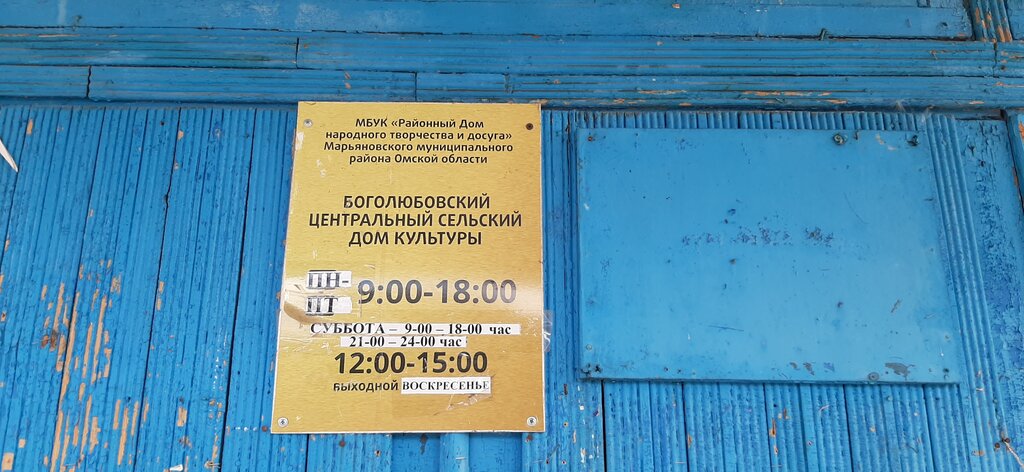 МБУК «Районный Дом
народного творчества и досуга»
Марьяновского муниципального
района Омской области
БОГОЛЮБОВСКИЙ
ЦЕНТРАЛЬНЫЙ СЕЛЬСКИЙ
ДОМ КУЛЬТУРЫ
ПН-
ПТ 9:00-18:00
СУББОТА – 9-00 – 18-00 час
21-00 – 24-00 час
12:00-15:00
выходной ВОСКРЕСЕНЬЕ